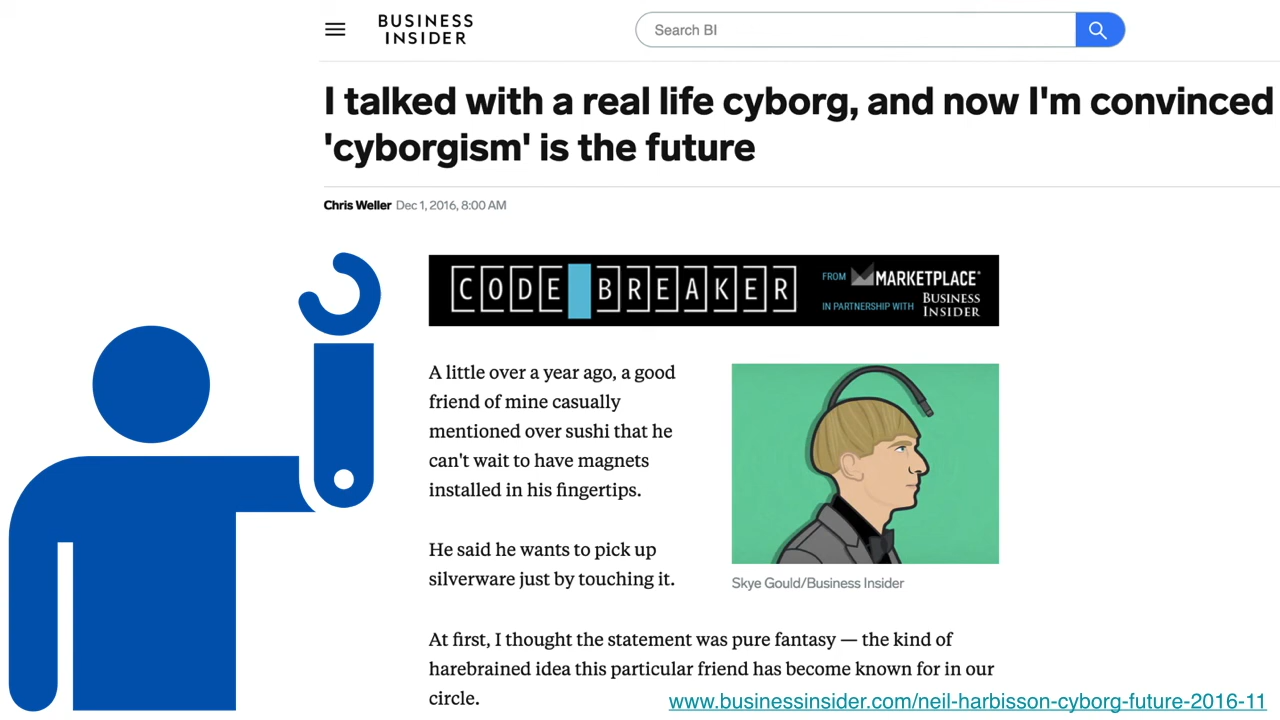 BUSINESS
INSIDER
Search BI
I talked with a real life cyborg, and now I'm convinced
'cyborgism' is the future
Chris Weller Dec 1, 2016, 8:00 AM
CODE BREAKER
FROM MARKETPLACE®
IN PARTNERSHIP WITH BUSINESS
INSIDER
A little over a year ago, a good
friend of mine casually
mentioned over sushi that he
can't wait to have magnets
installed in his fingertips.
He said he wants to pick up
silverware just by touching it.
Skye Gould/Business Insider
At first, I thought the statement was pure fantasy — the kind of
harebrained idea this particular friend has become known for in our
circle.
www.businessinsider.com/neil-harbisson-cyborg-future-2016-11